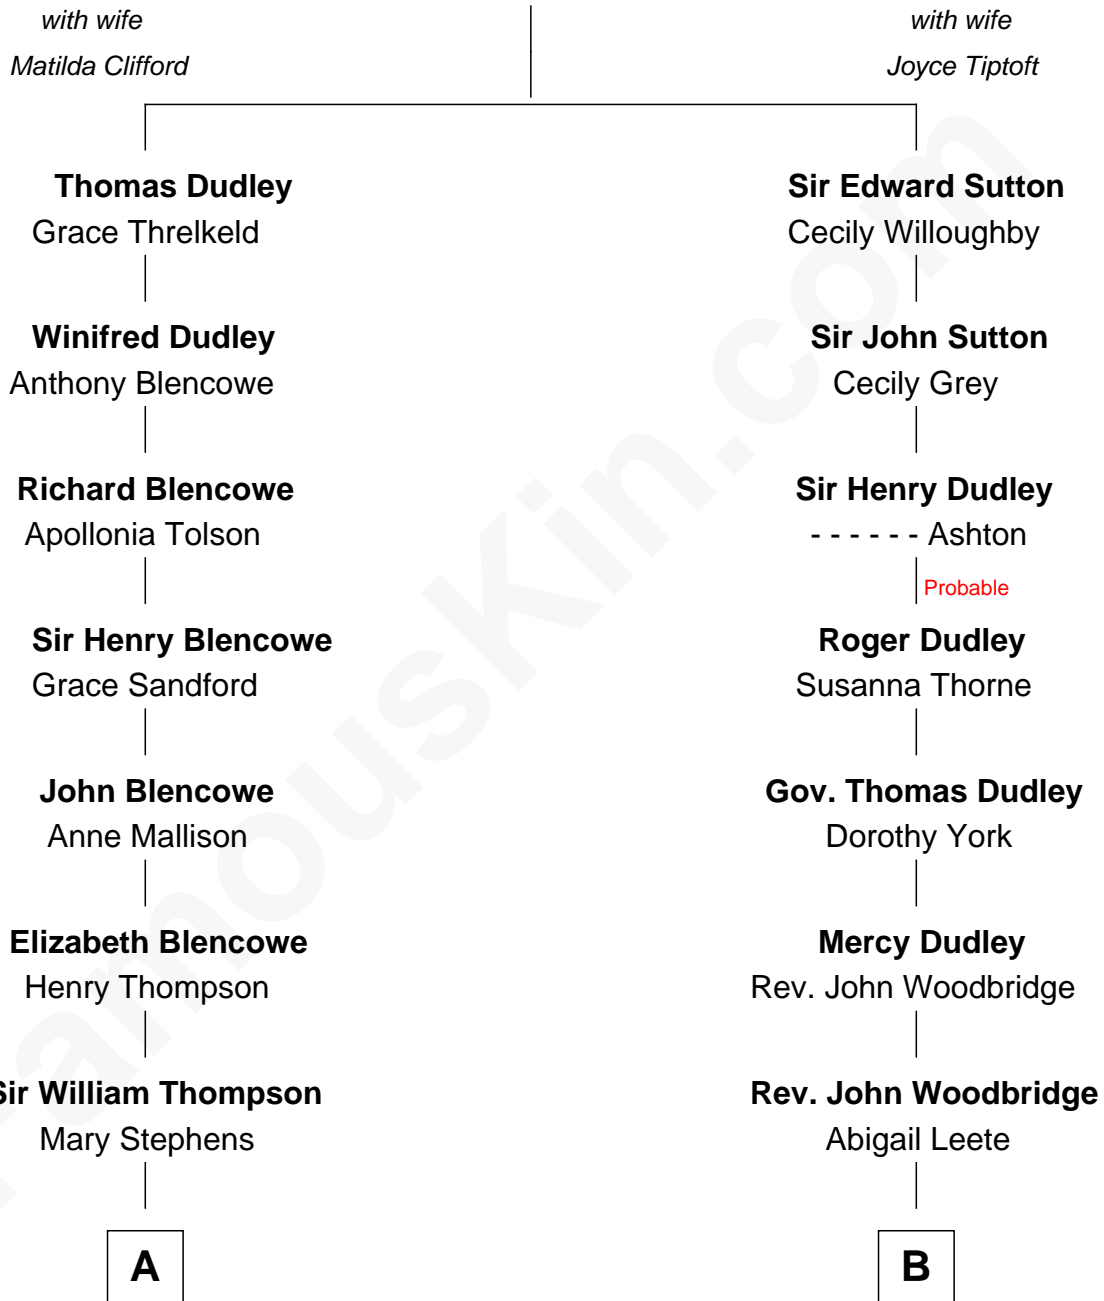 with wife
Matilda Clifford
with wife
Joyce Tiptoft
Thomas Dudley
Grace Threlkeld
Sir Edward Sutton
Cecily Willoughby
Winifred Dudley
Anthony Blencowe
Sir John Sutton
Cecily Grey
Richard Blencowe
Apollonia Tolson
Sir Henry Dudley
- - - - - - Ashton
Probable
Sir Henry Blencowe
Grace Sandford
Roger Dudley
Susanna Thorne
John Blencowe
Anne Mallison
Gov. Thomas Dudley
Dorothy York
Elizabeth Blencowe
Henry Thompson
Mercy Dudley
Rev. John Woodbridge
Sir William Thompson
Mary Stephens
Rev. John Woodbridge
Abigail Leete
A
B
FamousKin.com